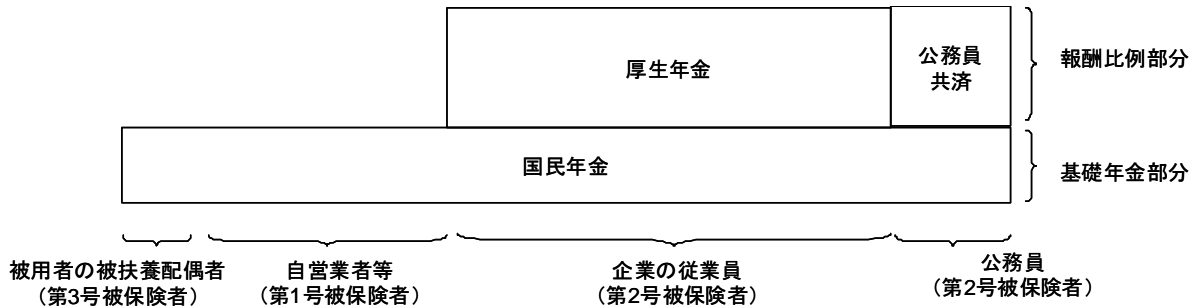 厚生年金
公務員
共済
報酬比例部分
国民年金
基礎年金部分
被用者の被扶養配偶者
（第3号被保険者）
自営業者等
（第1号被保険者）
企業の従業員
（第2号被保険者）
公務員
（第2号被保険者）